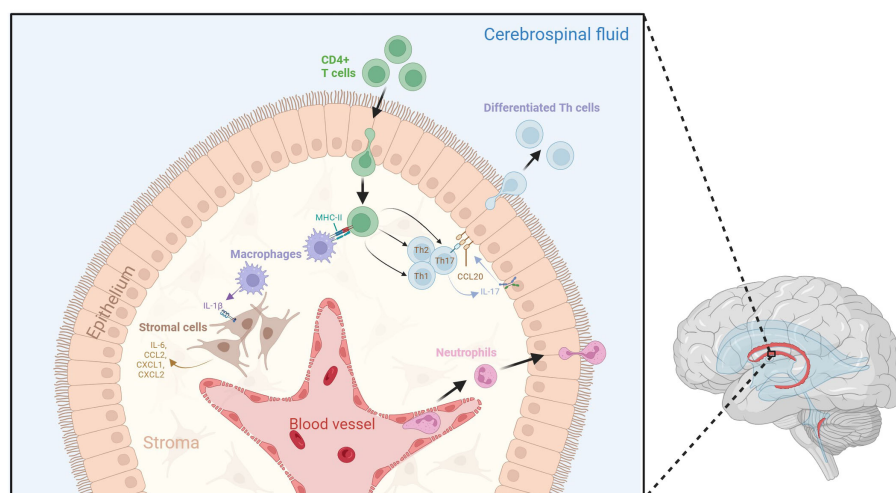 Cerebrospinal fluid
CD4+
T cells
Differentiated Th cells
MHC-II
Macrophages
Th2
Th17
Th1
CCL20
IL-17
Epithelium
IL-1β
Stromal cells
IL-6,
CCL2,
CXCL1,
CXCL2
Neutrophils
Blood vessel
Stroma